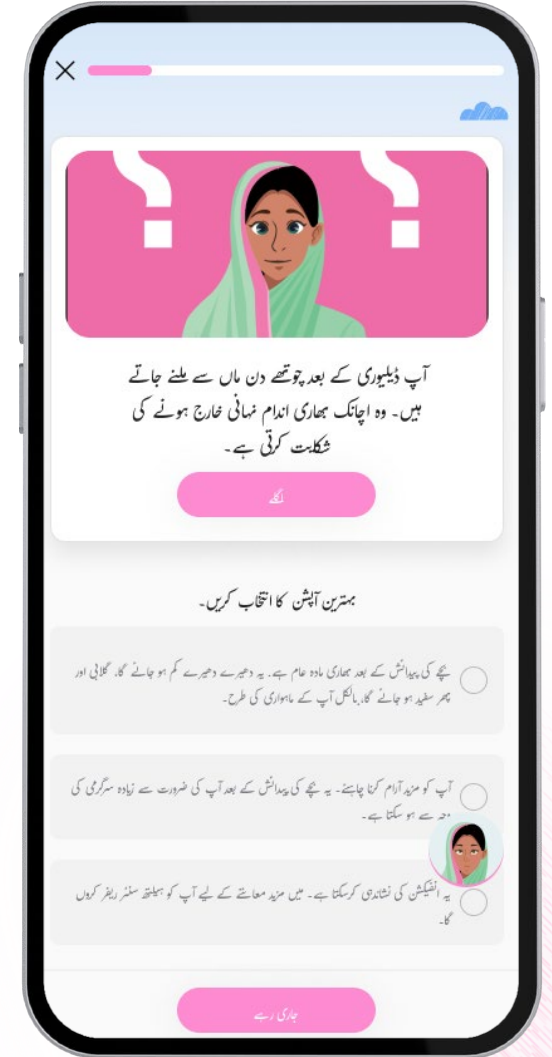 ؟ ؟
آپ ڈیلیوری کے بعد چوتھے دن ماں سے ملنے جاتے
ہیں۔ وہ اچانک بھاری اندام نہانی خارج ہونے کی
شکایت کرتی ہے۔
اگلے
بہترین آپشن کا انتخاب کریں۔
بچے کی پیدائش کے بعد بھاری مادہ عام ہے۔ یہ دھیرے دھیرے کم ہو جائے گا، گلابی اور
پھر سفید ہو جائے گا، بالکل آپ کے ماہواری کی طرح۔
آپ کو مزید آرام کرنا چاہئے۔ یہ بچے کی پیدائش کے بعد آپ کی ضرورت سے زیادہ سرگرمی کی
وجہ سے ہو سکتا ہے۔
یہ انفیکشن کی نشاندہی کرسکتا ہے۔ میں مزید معائنے کے لیے آپ کو ہیلتھ سنٹر ریفر کروں
گا۔
جاری رہے